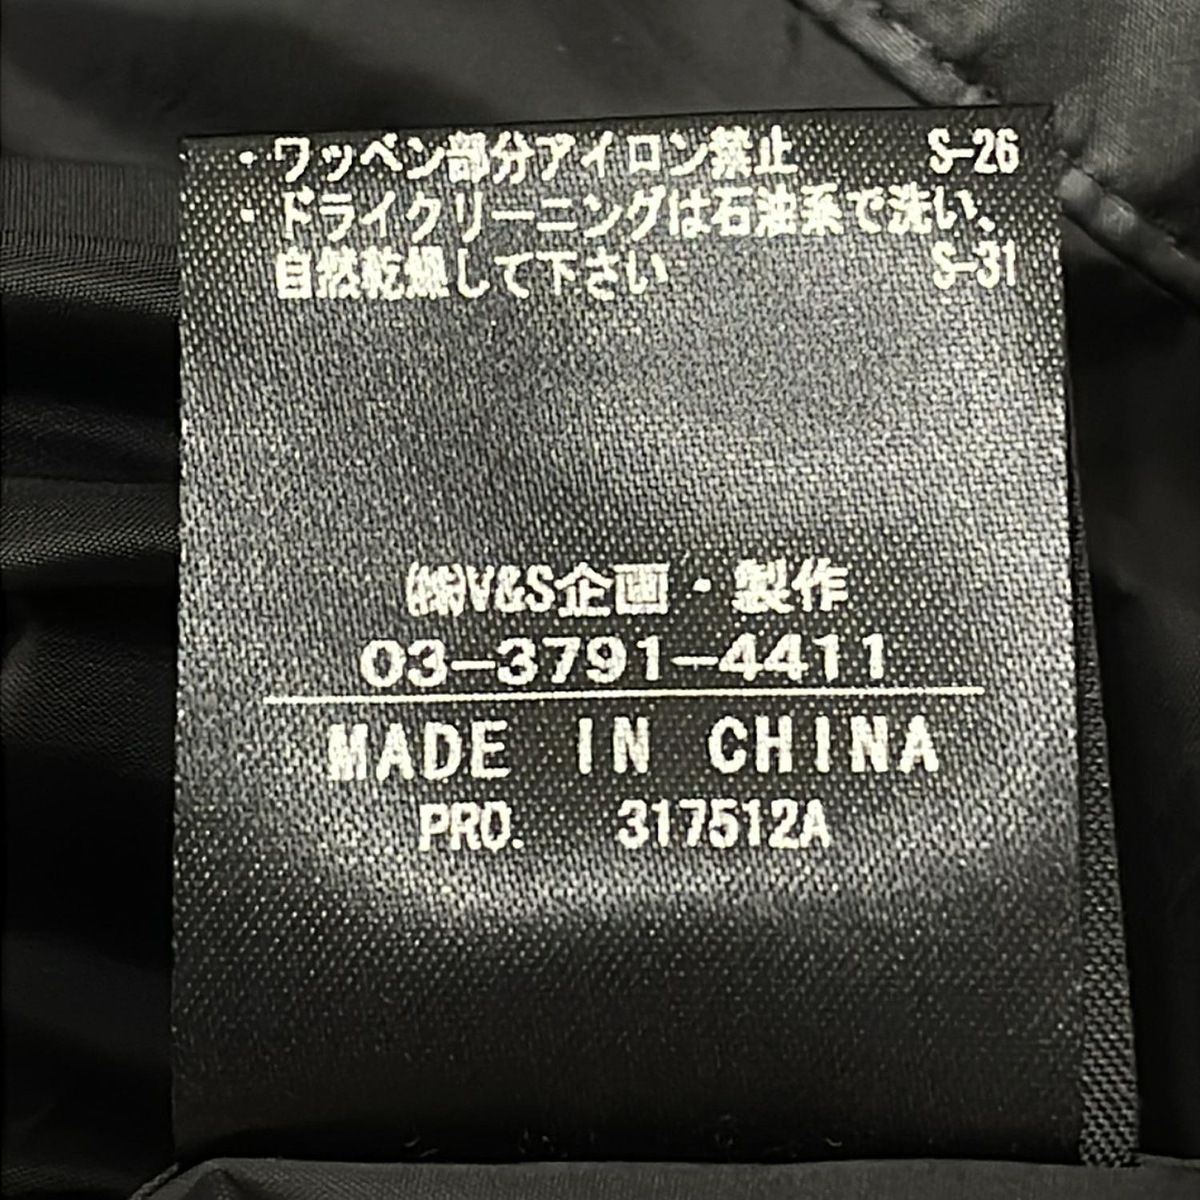 ・ワッペン部分アイロン禁止 S-26
・ドライクリーニングは石油系で洗い、
自然乾燥して下さい S-31
㈱V&S企画・製作
03-3791-4411
MADE IN CHINA
PRO. 317512A